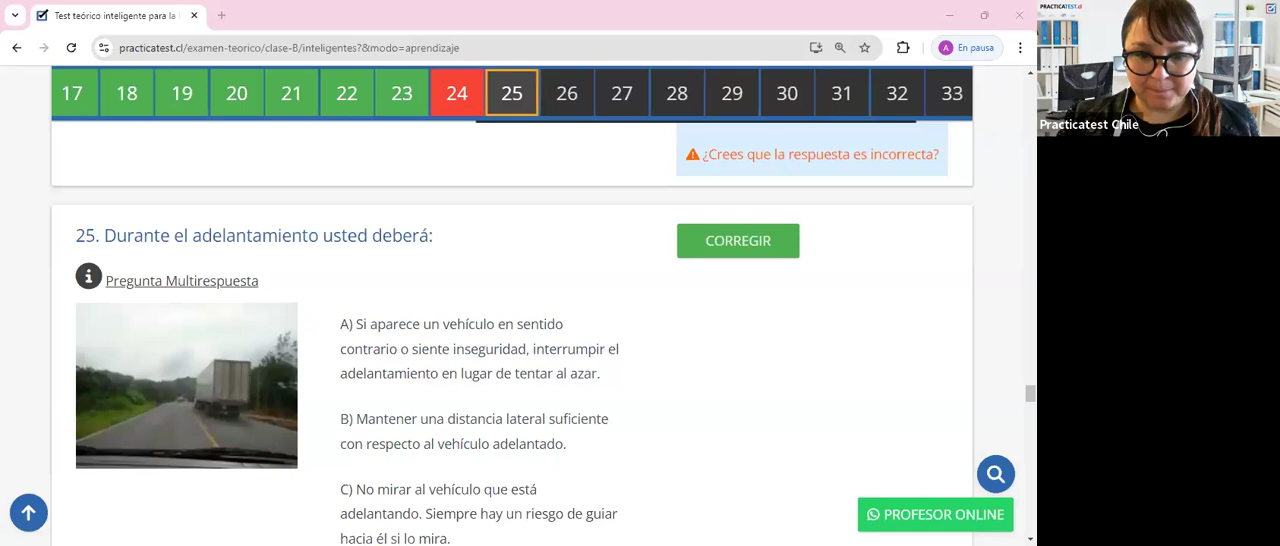 Test teórico inteligente para la
practicatest.cl/examen-teorico/clase-B/inteligentes?&modo=aprendizaje
A En pausa
PRACTICATEST.cl
Practicatest Chile
17 18 19 20 21 22 23 24 25 26 27 28 29 30 31 32 33
¿Crees que la respuesta es incorrecta?
25. Durante el adelantamiento usted deberá:
CORREGIR
Pregunta Multirespuesta
A) Si aparece un vehículo en sentido
contrario o siente inseguridad, interrumpir el
adelantamiento en lugar de tentar al azar.
B) Mantener una distancia lateral suficiente
con respecto al vehículo adelantado.
C) No mirar al vehículo que está
adelantando. Siempre hay un riesgo de guiar
hacia él si lo mira.
PROFESOR ONLINE